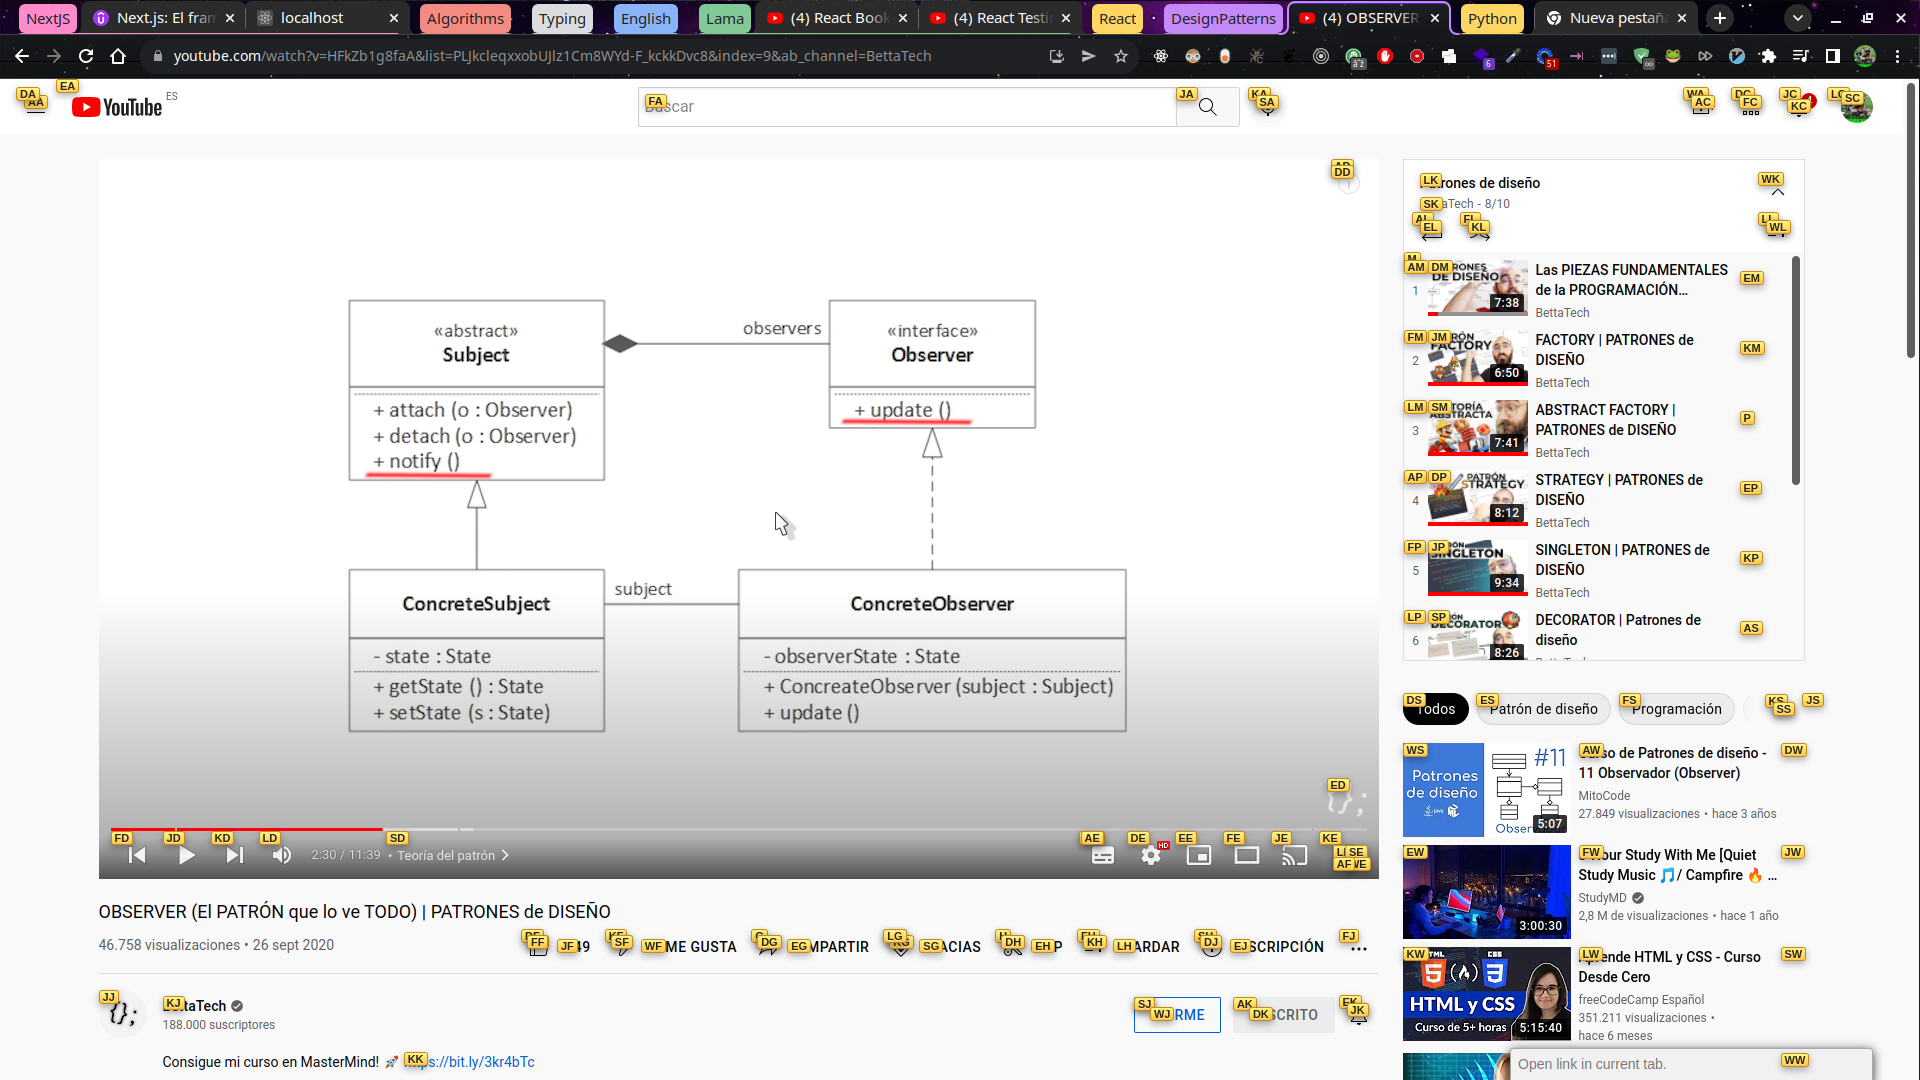 NextJS
Next.js: El fran
localhost
Algorithms
Typing
English
Lama
(4) React Book
(4) React Testi
React
DesignPatterns
(4) OBSERVER
Python
Nueva pestaña
youtube.com/watch?v=HFkZb1g8faA&list=PLJkcleqxxobUJlz1Cm8WYd-F_kckkDvc8&index=9&ab_channel=BettaTech
YouTube ES
Buscar
«abstract»
Subject
+ attach (o : Observer)
+ detach (o : Observer)
+ notify ()
observers
«interface»
Observer
+ update ()
ConcreteSubject
- state : State
+ getState () : State
+ setState (s : State)
subject
ConcreteObserver
- observerState : State
+ ConcreateObserver (subject : Subject)
+ update ()
2:30 / 11:39 • Teoría del patrón
HD
OBSERVER (El PATRÓN que lo ve TODO) | PATRONES de DISEÑO
46.758 visualizaciones • 26 sept 2020
ME GUSTA
MPARTIR
ACIAS
ARDAR
SCRIPCIÓN
BettaTech
188.000 suscriptores
RME
SCRITO
Consigue mi curso en MasterMind! 🚀 https://bit.ly/3kr4bTc
Patrones de diseño
BettaTech - 8/10
1
7:38
Las PIEZAS FUNDAMENTALES
de la PROGRAMACIÓN…
BettaTech
2
6:50
FACTORY | PATRONES de
DISEÑO
BettaTech
3
7:41
ABSTRACT FACTORY |
PATRONES de DISEÑO
BettaTech
4
8:12
STRATEGY | PATRONES de
DISEÑO
BettaTech
5
9:34
SINGLETON | PATRONES de
DISEÑO
BettaTech
6
8:26
DECORATOR | Patrones de
diseño
Todos
Patrón de diseño
Programación
Patrones
de diseño
#11
5:07
Curso de Patrones de diseño -
11 Observador (Observer)
MitoCode
27.849 visualizaciones • hace 3 años
3:00:30
Hour Study With Me [Quiet
Study Music 🎵/ Campfire 🔥 …
StudyMD
2,8 M de visualizaciones • hace 1 año
HTML y CSS
Curso de 5+ horas
5:15:40
Aprende HTML y CSS - Curso
Desde Cero
freeCodeCamp Español
351.211 visualizaciones •
hace 6 meses
Open link in current tab.